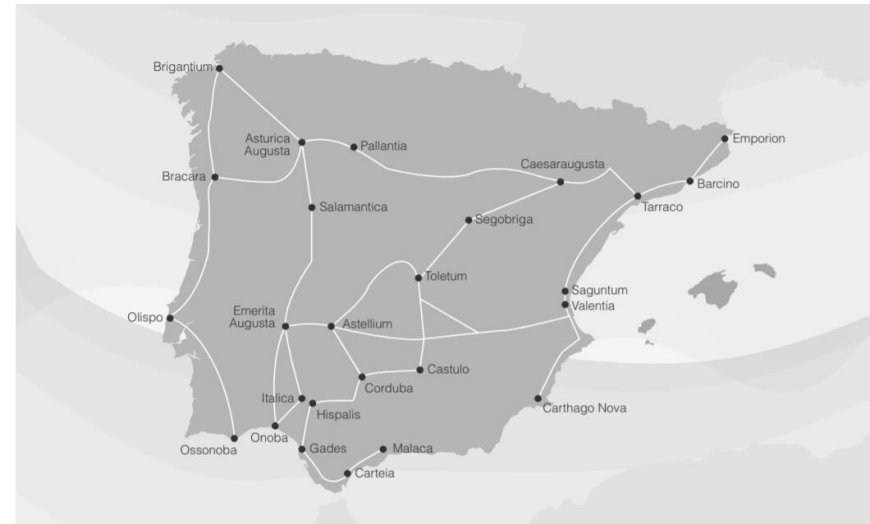 Brigantium
Emporion
Asturica
Augusta
Pallantia
Caesaraugusta
Bracara
Barcino
Tarraco
Salamantica
Segobriga
Toletum
Saguntum
Valentia
Olispo
Emerita
Augusta
Astellium
Castulo
Corduba
Italica
Hispalis
Carthago Nova
Onoba
Ossonoba
Gades
Malaca
Carteia